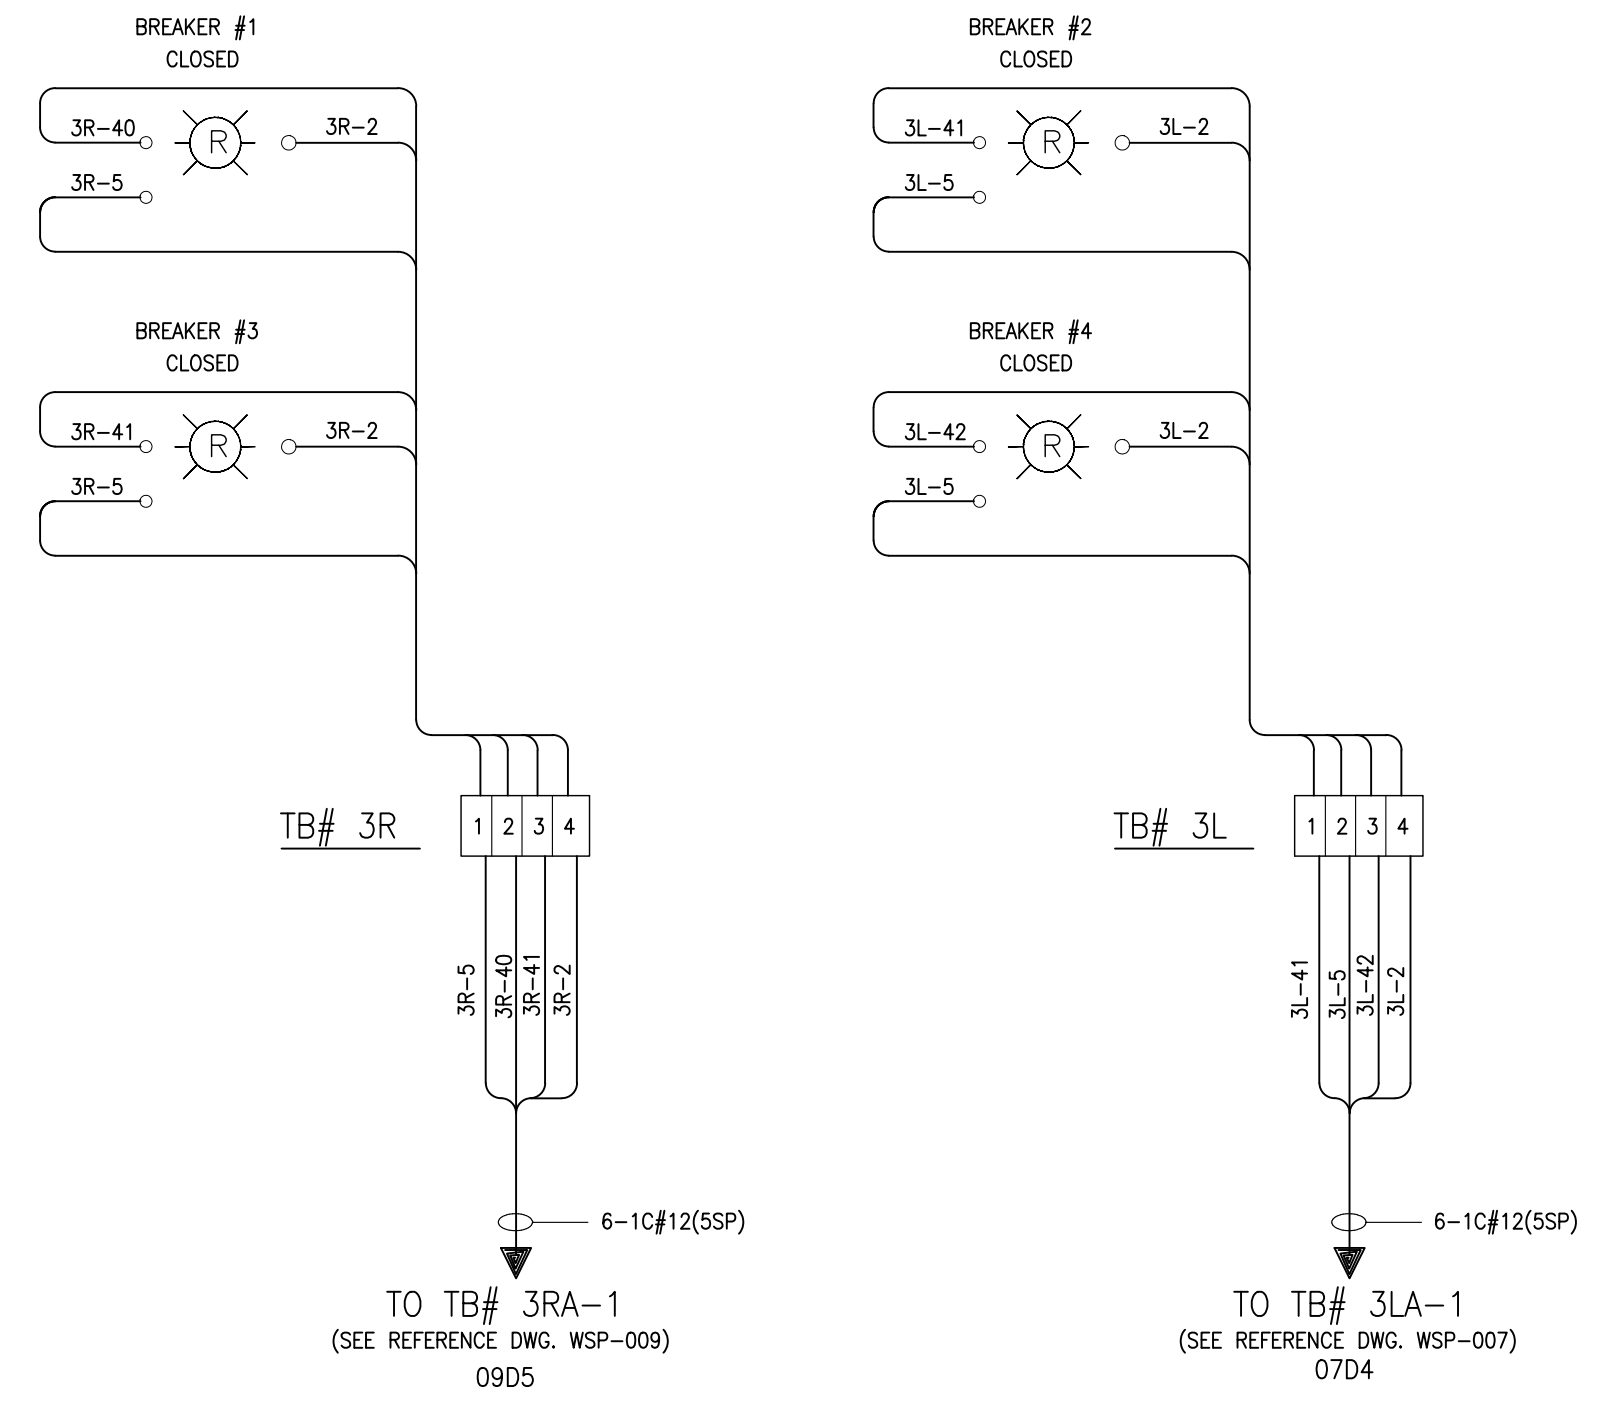 BREAKER #1
CLOSED
3R-40
R
3R-2
3R-5
BREAKER #3
CLOSED
3R-41
R
3R-2
3R-5
TB# 3R
1 2 3 4
3R-5
3R-40
3R-41
3R-2
6-1C#12(5SP)
TO TB# 3RA-1
(SEE REFERENCE DWG. WSP-009)
09D5
BREAKER #2
CLOSED
3L-41
R
3L-2
3L-5
BREAKER #4
CLOSED
3L-42
R
3L-2
3L-5
TB# 3L
1 2 3 4
3L-41
3L-5
3L-42
3L-2
6-1C#12(5SP)
TO TB# 3LA-1
(SEE REFERENCE DWG. WSP-007)
07D4